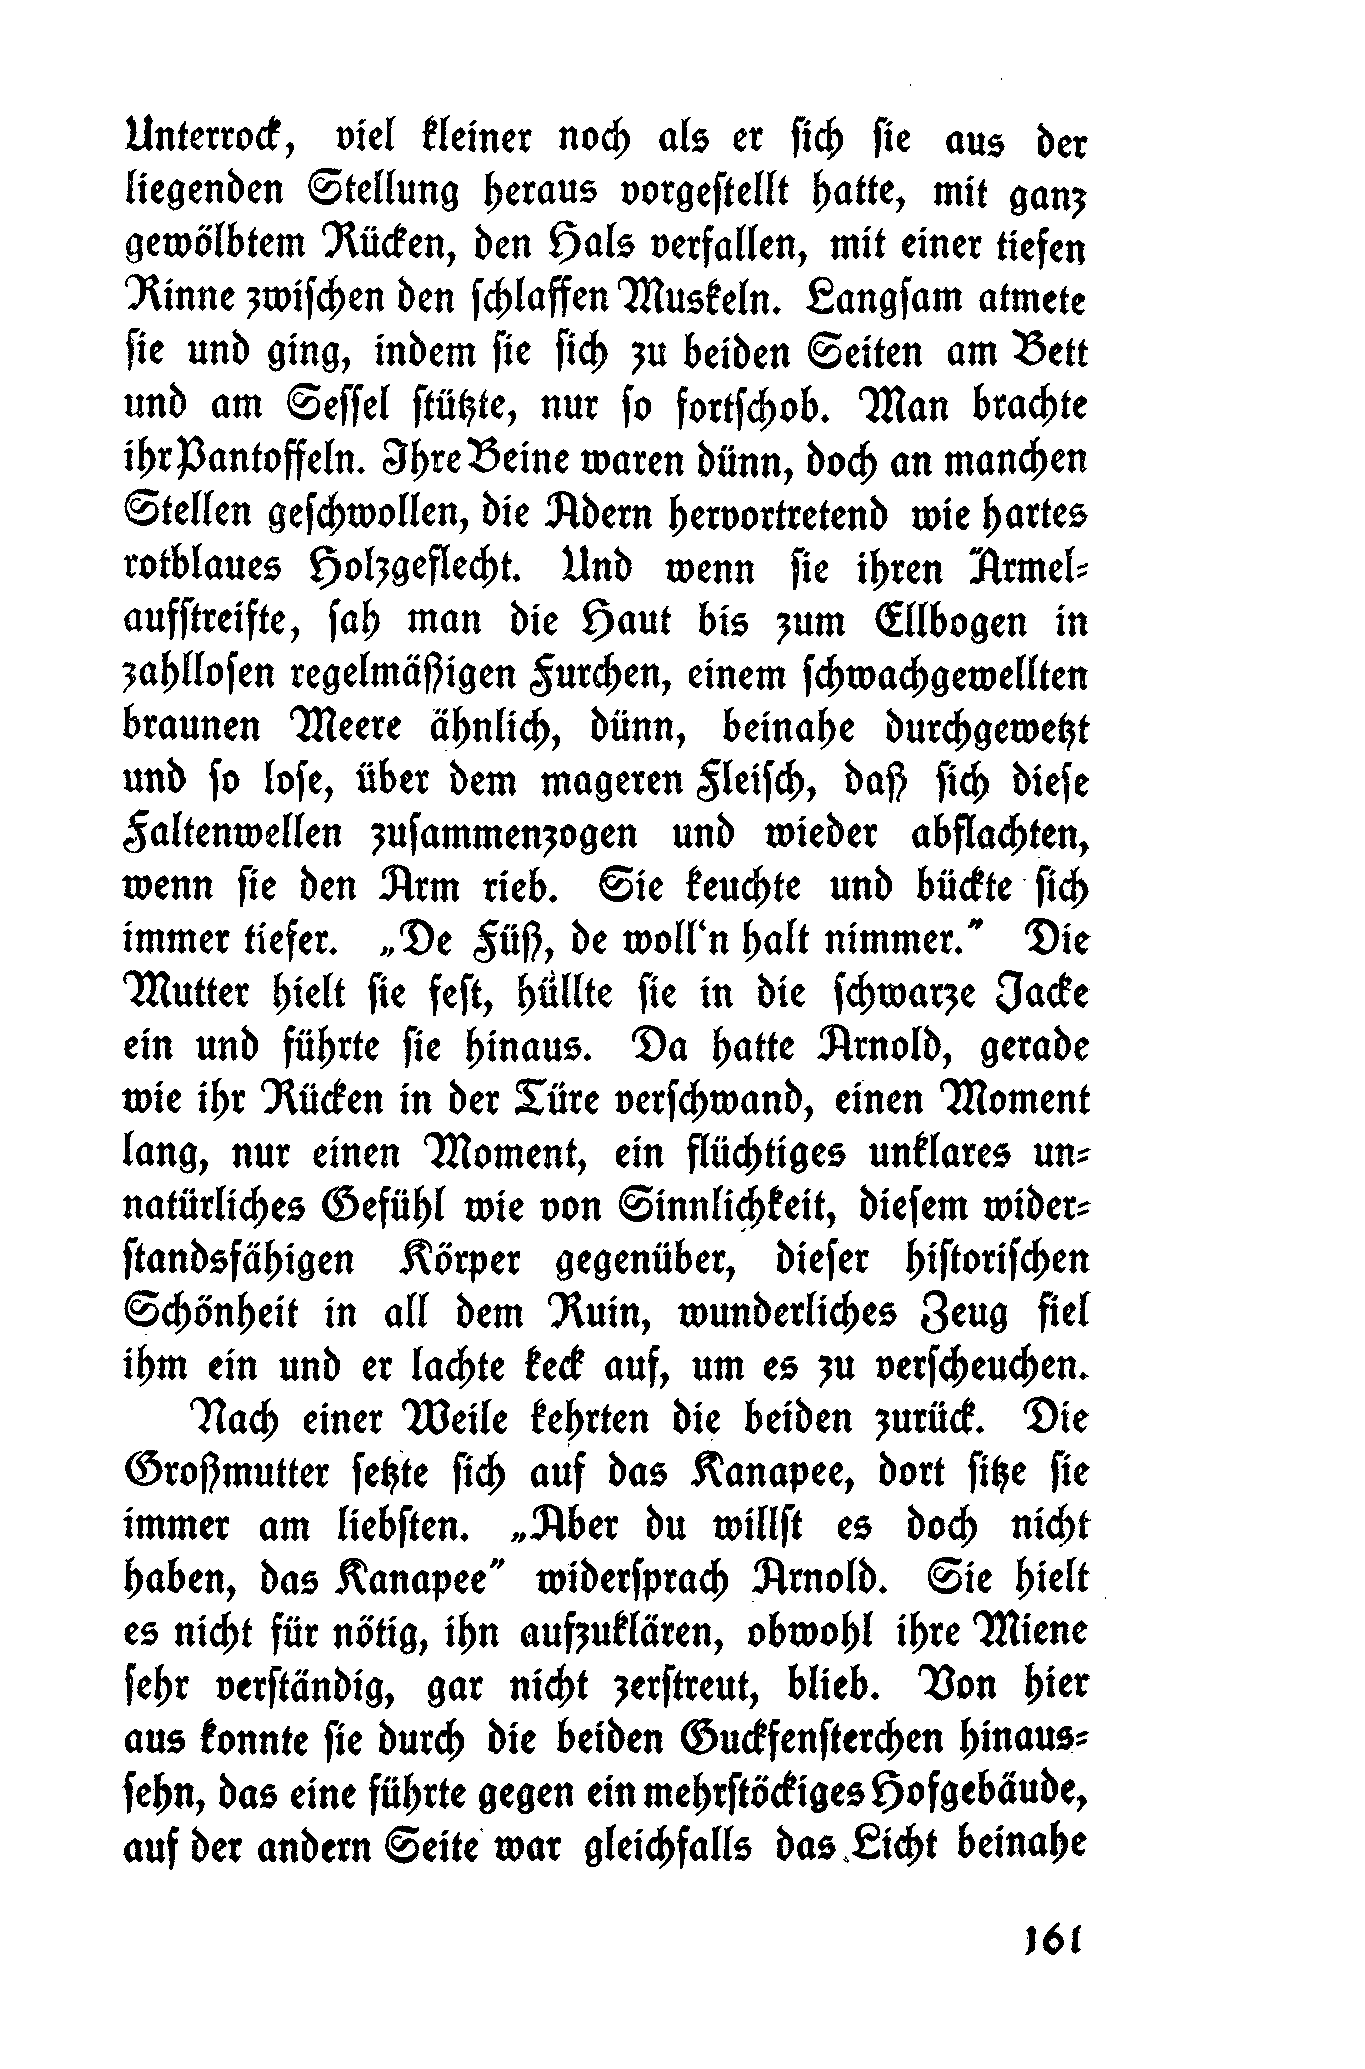 Unterrock, viel kleiner noch als er sich sie aus der
liegenden Stellung heraus vorgestellt hatte, mit ganz
gewölbtem Rücken, den Hals verfallen, mit einer tiefen
Rinne zwischen den schlaffen Muskeln. Langsam atmete
sie und ging, indem sie sich zu beiden Seiten am Bett
und am Sessel stützte, nur so fortschob. Man brachte
ihr Pantoffeln. Ihre Beine waren dünn, doch an manchen
Stellen geschwollen, die Adern hervortretend wie hartes
rotblaues Holzgeflecht. Und wenn sie ihren Ärmel-
aufstreifte, sah man die Haut bis zum Ellbogen in
zahllosen regelmäßigen Furchen, einem schwachgewellten
braunen Meere ähnlich, dünn, beinahe durchgewetzt
und so lose, über dem mageren Fleisch, daß sich diese
Faltenwellen zusammenzogen und wieder abflachten,
wenn sie den Arm rieb. Sie keuchte und bückte sich
immer tiefer. „De Füß, de woll‘n halt nimmer.” Die
Mutter hielt sie fest, hüllte sie in die schwarze Jacke
ein und führte sie hinaus. Da hatte Arnold, gerade
wie ihr Rücken in der Türe verschwand, einen Moment
lang, nur einen Moment, ein flüchtiges unklares un-
natürliches Gefühl wie von Sinnlichkeit, diesem wider-
standsfähigen Körper gegenüber, dieser historischen
Schönheit in all dem Ruin, wunderliches Zeug fiel
ihm ein und er lachte keck auf, um es zu verscheuchen.
Nach einer Weile kehrten die beiden zurück. Die
Großmutter setzte sich auf das Kanapee, dort sitze sie
immer am liebsten. „Aber du willst es doch nicht
haben, das Kanapee” widersprach Arnold. Sie hielt
es nicht für nötig, ihn aufzuklären, obwohl ihre Miene
sehr verständig, gar nicht zerstreut, blieb. Von hier
aus konnte sie durch die beiden Guckfensterchen hinaus-
sehn, das eine führte gegen ein mehrstöckiges Hofgebäude,
auf der andern Seite war gleichfalls das Licht beinahe
161